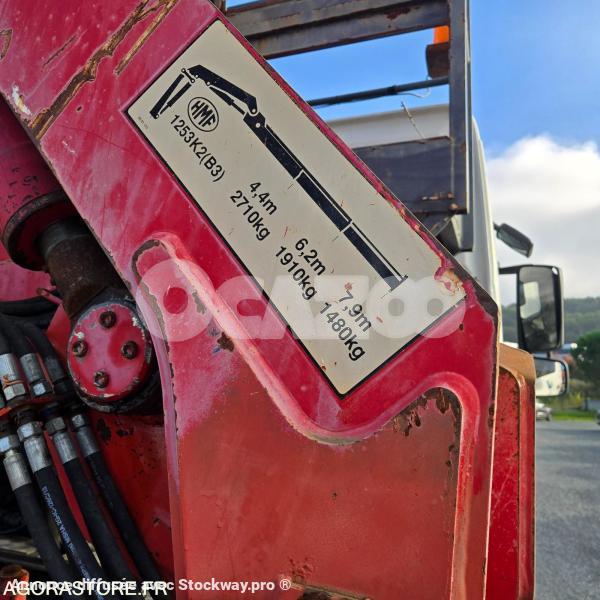 HMF
1253K2(B3)
4,4m 6,2m 7,9m
2710kg 1910kg 1480kg
OCAZOO
Annonce diffusée avec Stockway.pro ®
AGORASTORE.FR